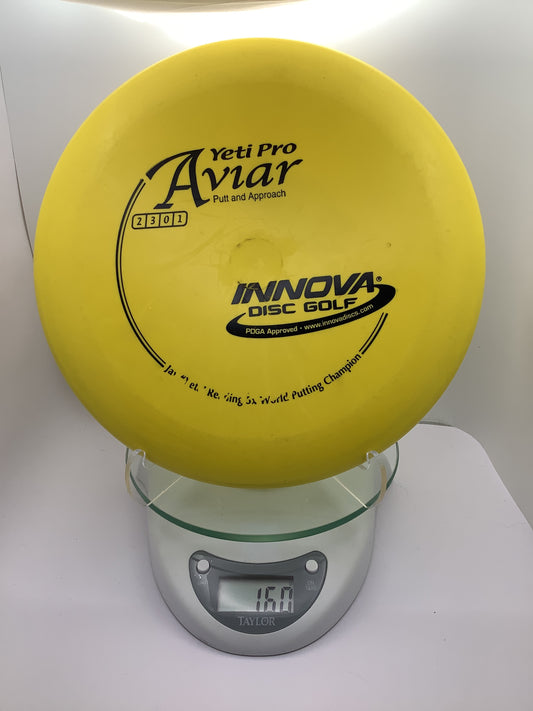 Yeti Pro
Aviar
Putt and Approach
2 3 0 1
INNOVA®
DISC GOLF
PDGA Approved • www.innovadiscs.com
World Putting Champion
160
TAYLOR